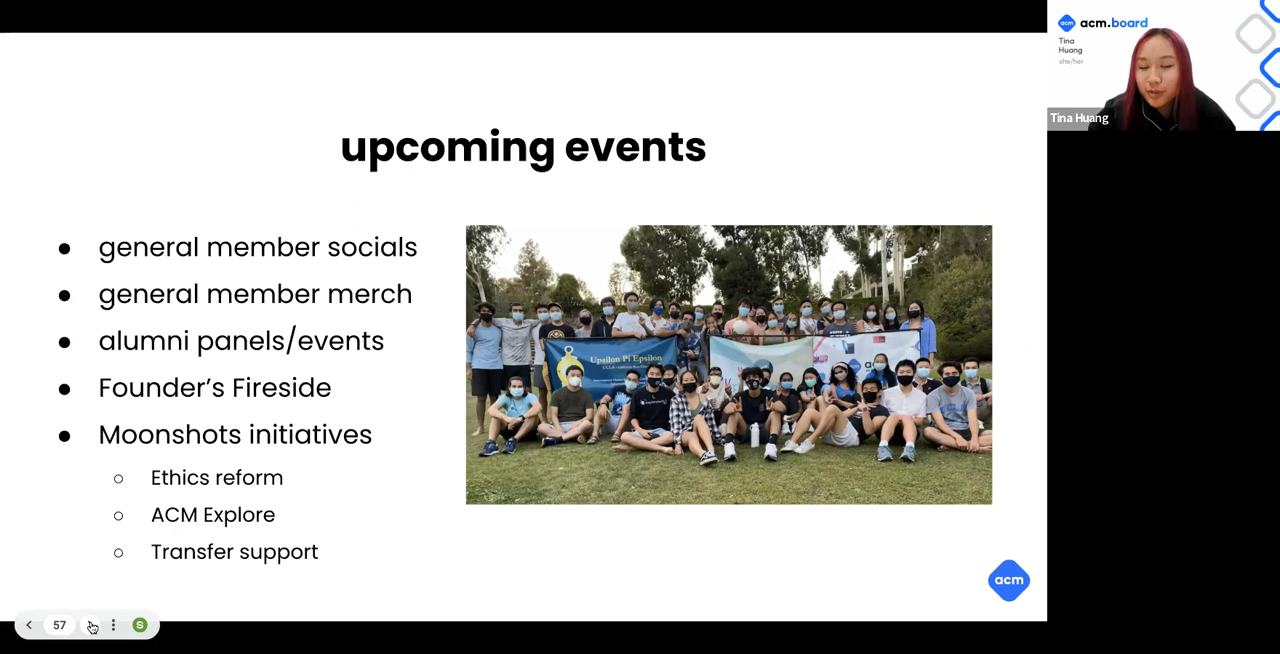 upcoming events
● general member socials
● general member merch
● alumni panels/events
● Founder’s Fireside
● Moonshots initiatives
○ Ethics reform
○ ACM Explore
○ Transfer support
Upsilon Pi Epsilon
acm
57
S
acm acm.board
Tina
Huang
she/her
Tina Huang